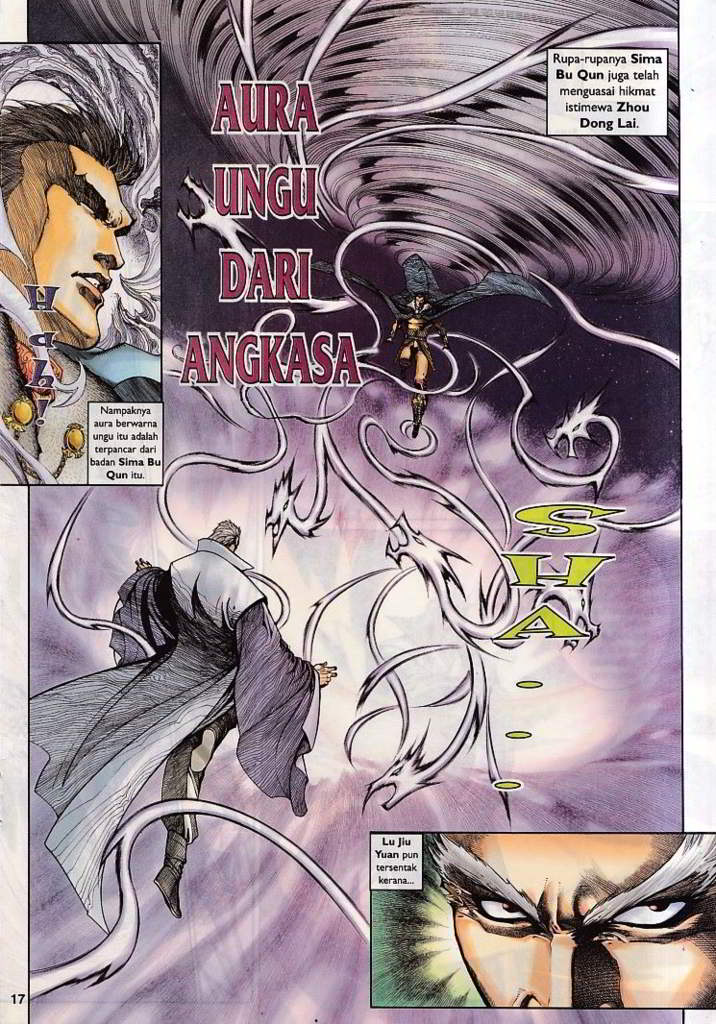 AURA
UNGU
DARI
ANGKASA
Rupa-rupanya Sima
Bu Qun juga telah
menguasai hikmat
istimewa Zhou
Dong Lai.
Hah!
Nampaknya
aura berwarna
ungu itu adalah
terpancar dari
badan Sima Bu
Qun itu.
SHA...
Lu Jiu
Yuan pun
tersentak
kerana...
17